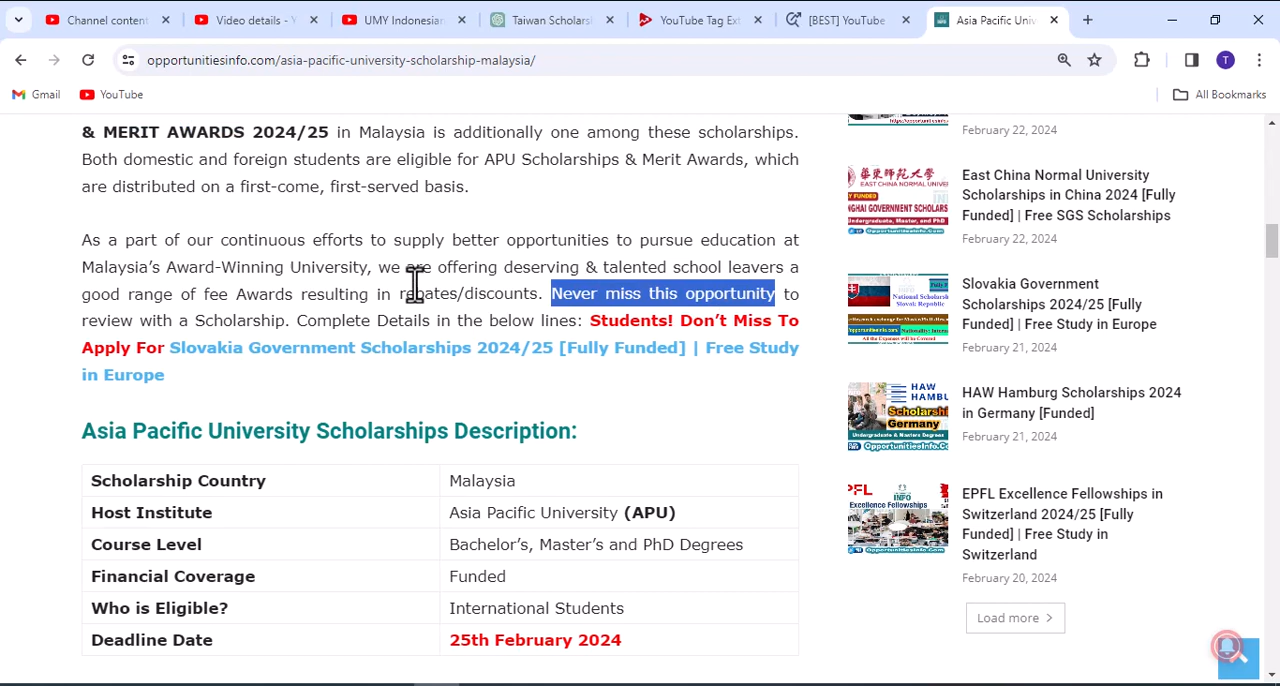 Channel content
Video details - Y
UMY Indonesian
Taiwan Scholars
YouTube Tag Ext
[BEST] YouTube
Asia Pacific Univ
opportunitiesinfo.com/asia-pacific-university-scholarship-malaysia/
T
Gmail
YouTube
All Bookmarks
& MERIT AWARDS 2024/25 in Malaysia is additionally one among these scholarships.
Both domestic and foreign students are eligible for APU Scholarships & Merit Awards, which
are distributed on a first-come, first-served basis.
As a part of our continuous efforts to supply better opportunities to pursue education at
Malaysia’s Award-Winning University, we are offering deserving & talented school leavers a
good range of fee Awards resulting in rebates/discounts. Never miss this opportunity to
review with a Scholarship. Complete Details in the below lines: Students! Don’t Miss To
Apply For Slovakia Government Scholarships 2024/25 [Fully Funded] | Free Study
in Europe
Asia Pacific University Scholarships Description:
Scholarship Country Malaysia
Host Institute Asia Pacific University (APU)
Course Level Bachelor’s, Master’s and PhD Degrees
Financial Coverage Funded
Who is Eligible? International Students
Deadline Date 25th February 2024
February 22, 2024
East China Normal University
Scholarships in China 2024 [Fully
Funded] | Free SGS Scholarships
February 22, 2024
Slovakia Government
Scholarships 2024/25 [Fully
Funded] | Free Study in Europe
February 21, 2024
HAW Hamburg Scholarships 2024
in Germany [Funded]
February 21, 2024
EPFL Excellence Fellowships in
Switzerland 2024/25 [Fully
Funded] | Free Study in
Switzerland
February 20, 2024
Load more